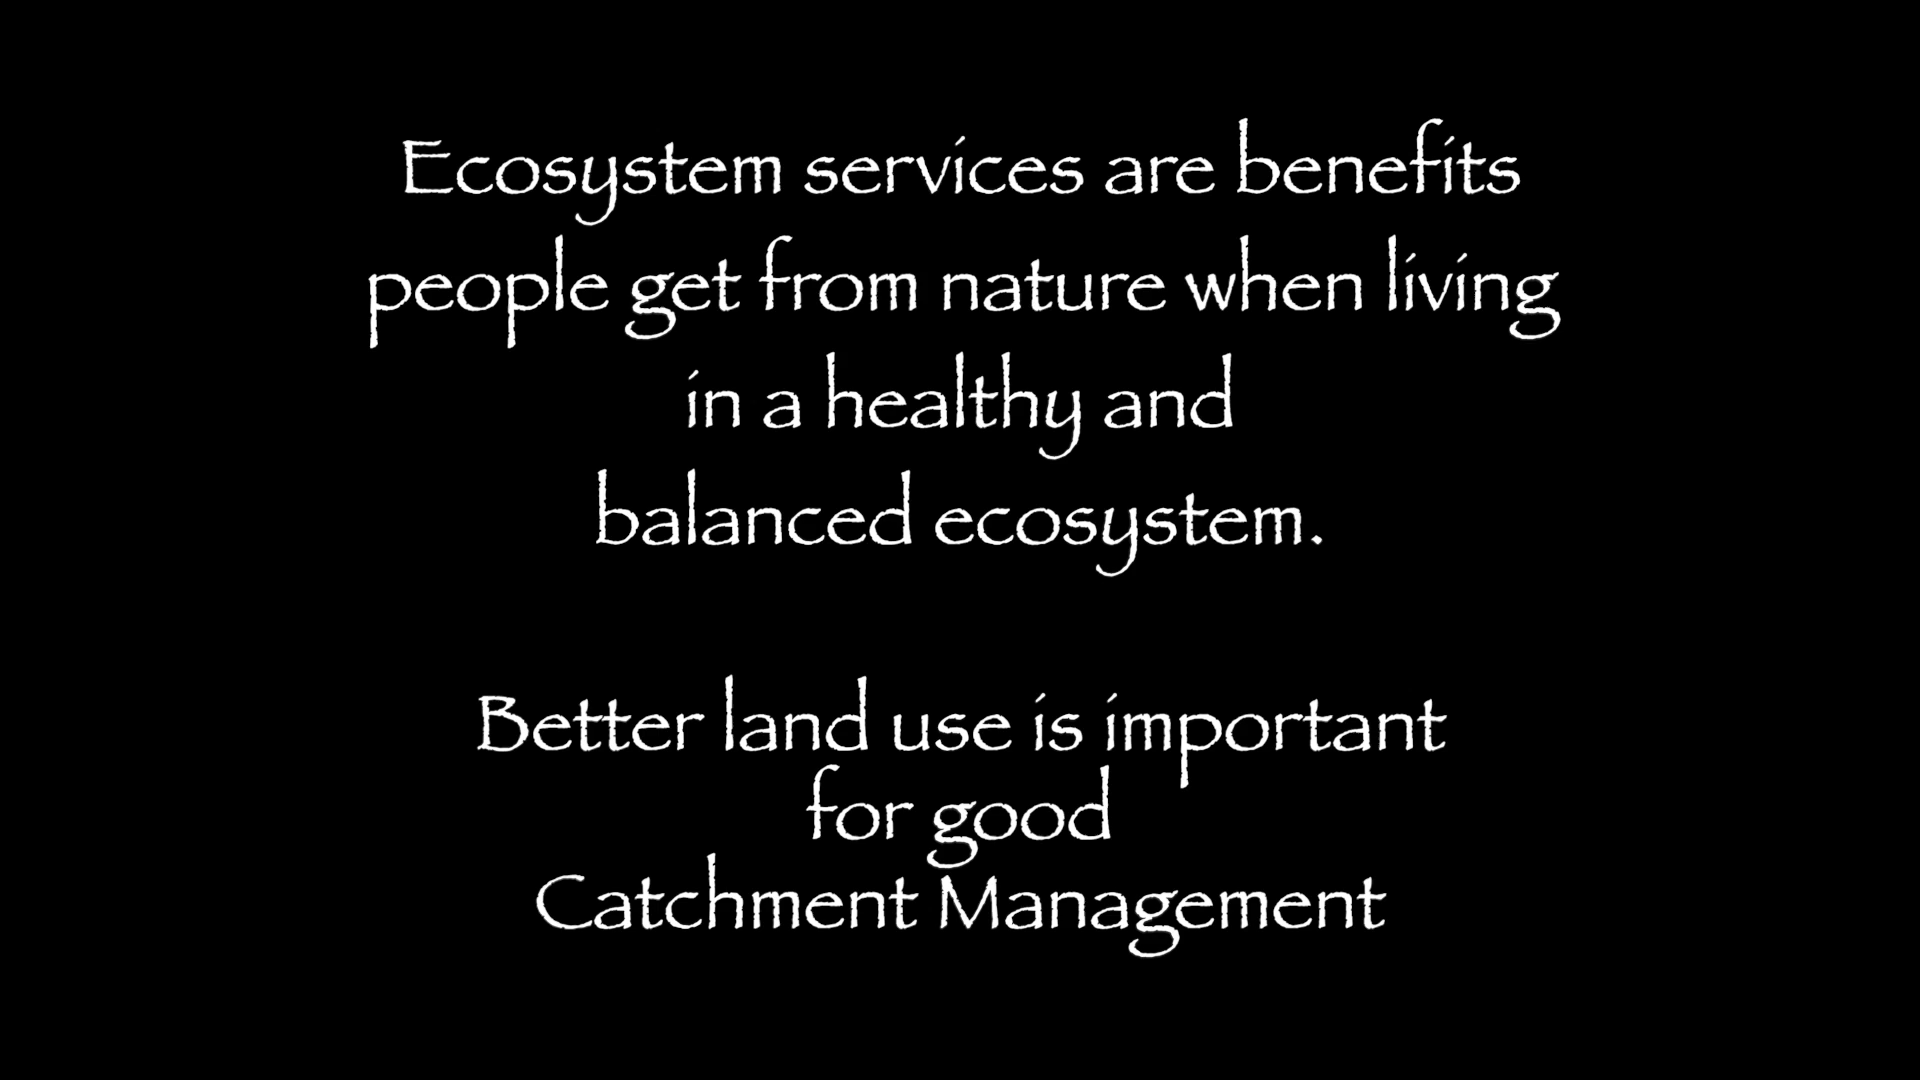 Ecosystem services are benefits
people get from nature when living
in a healthy and
balanced ecosystem.
Better land use is important
for good
Catchment Management